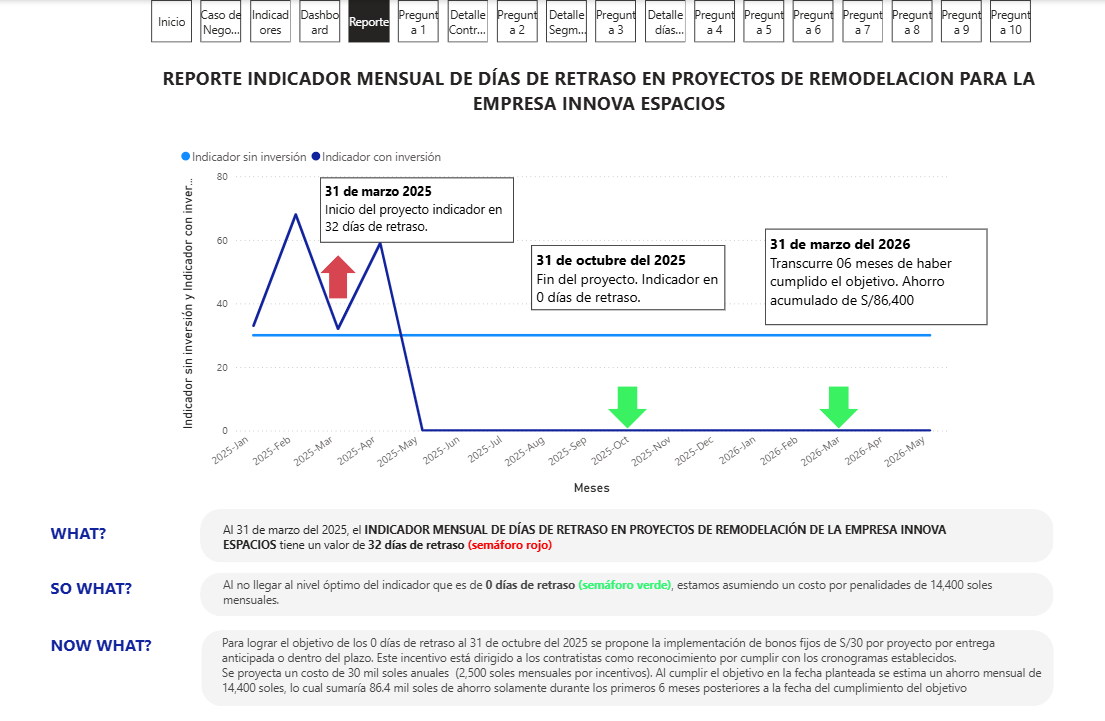 Inicio
Caso de
Nego...
Indicad
ores
Dashbo
ard
Reporte
Pregunt
a 1
Detalle
Contr...
Pregunt
a 2
Detalle
Segm...
Pregunt
a 3
Detalle
días...
Pregunt
a 4
Pregunt
a 5
Pregunt
a 6
Pregunt
a 7
Pregunt
a 8
Pregunt
a 9
Pregunt
a 10
REPORTE INDICADOR MENSUAL DE DÍAS DE RETRASO EN PROYECTOS DE REMODELACION PARA LA
EMPRESA INNOVA ESPACIOS
Indicador sin inversión
Indicador con inversión
Indicador sin inversión y Indicador con inver...
80
60
40
20
0
31 de marzo 2025
Inicio del proyecto indicador en
32 días de retraso.
31 de octubre del 2025
Fin del proyecto. Indicador en
0 días de retraso.
31 de marzo del 2026
Transcurre 06 meses de haber
cumplido el objetivo. Ahorro
acumulado de S/86,400
2025-Jan
2025-Feb
2025-Mar
2025-Apr
2025-May
2025-Jun
2025-Jul
2025-Aug
2025-Sep
2025-Oct
2025-Nov
2025-Dec
2026-Jan
2026-Feb
2026-Mar
2026-Apr
2026-May
Meses
WHAT?
Al 31 de marzo del 2025, el INDICADOR MENSUAL DE DÍAS DE RETRASO EN PROYECTOS DE REMODELACIÓN DE LA EMPRESA INNOVA
ESPACIOS tiene un valor de 32 días de retraso (semáforo rojo)
SO WHAT?
Al no llegar al nivel óptimo del indicador que es de 0 días de retraso (semáforo verde), estamos asumiendo un costo por penalidades de 14,400 soles
mensuales.
NOW WHAT?
Para lograr el objetivo de los 0 días de retraso al 31 de octubre del 2025 se propone la implementación de bonos fijos de S/30 por proyecto por entrega
anticipada o dentro del plazo. Este incentivo está dirigido a los contratistas como reconocimiento por cumplir con los cronogramas establecidos.
Se proyecta un costo de 30 mil soles anuales (2,500 soles mensuales por incentivos). Al cumplir el objetivo en la fecha planteada se estima un ahorro mensual de
14,400 soles, lo cual sumaría 86.4 mil soles de ahorro solamente durante los primeros 6 meses posteriores a la fecha del cumplimiento del objetivo